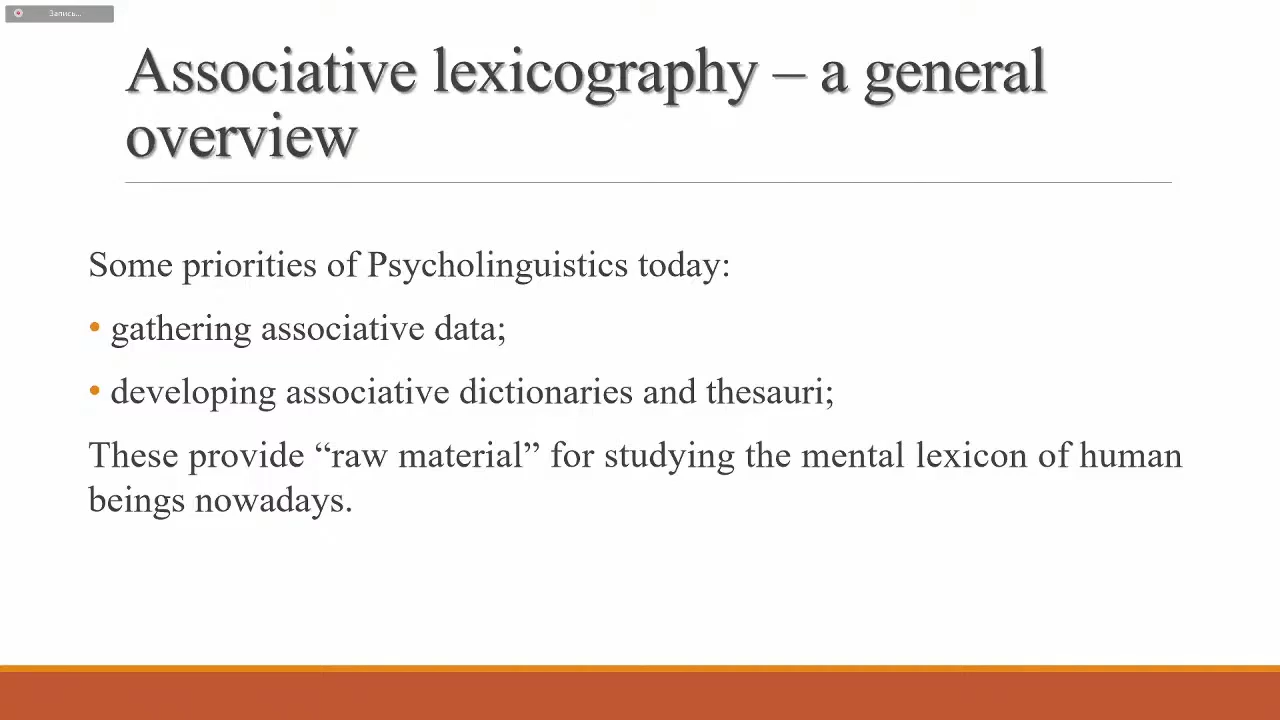 Запись...
Associative lexicography – a general
overview
Some priorities of Psycholinguistics today:
• gathering associative data;
• developing associative dictionaries and thesauri;
These provide “raw material” for studying the mental lexicon of human
beings nowadays.